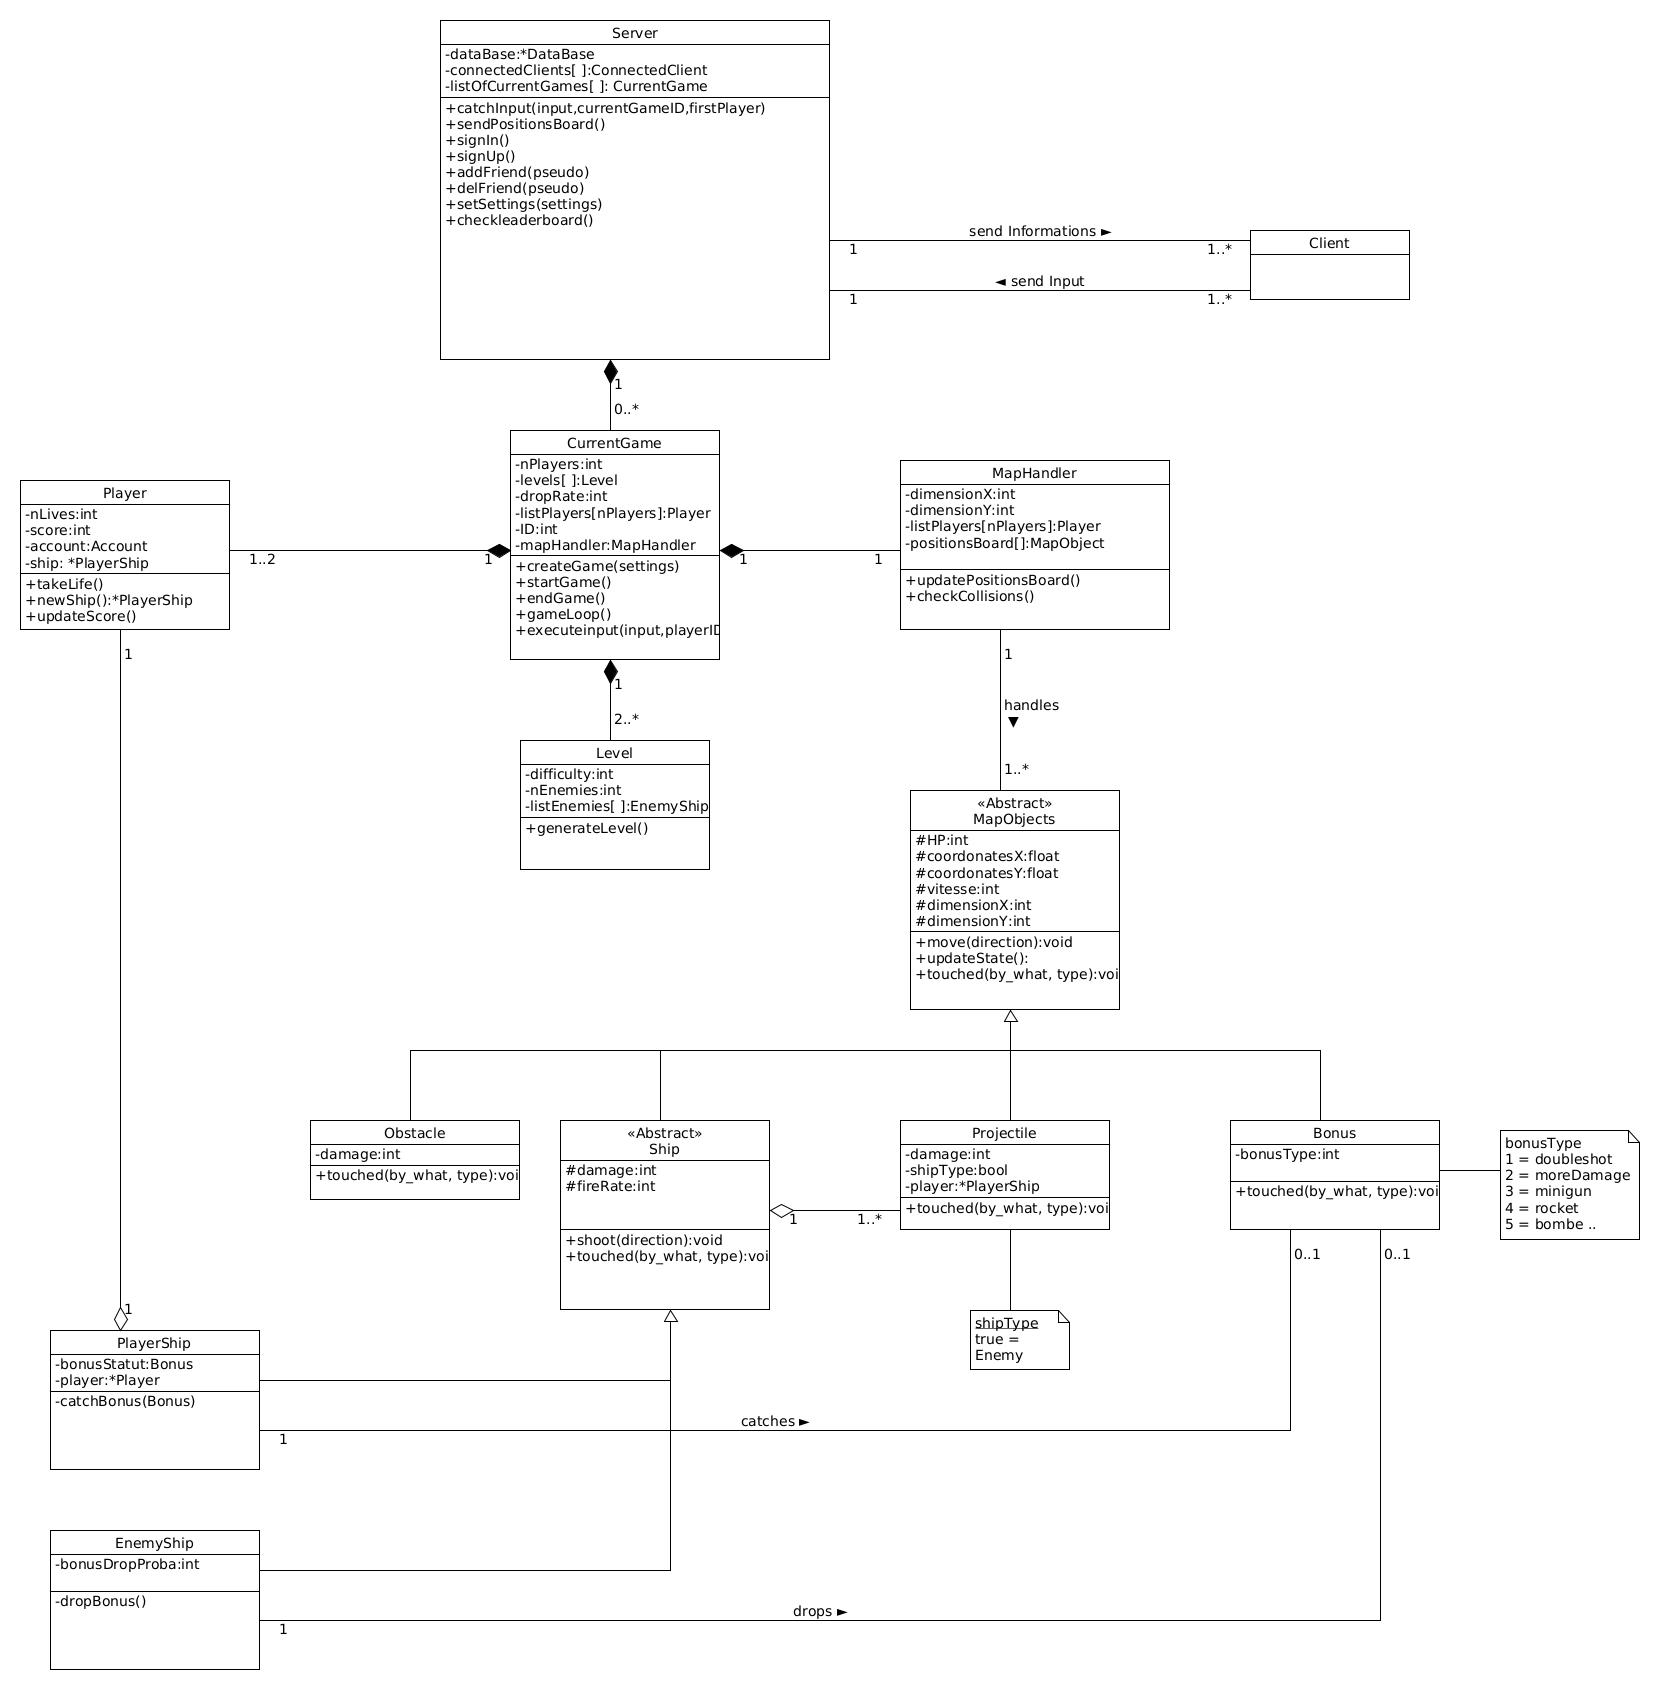 Server
-dataBase:*DataBase
-connectedClients[ ]:ConnectedClient
-listOfCurrentGames[ ]: CurrentGame
+catchInput(input,currentGameID,firstPlayer)
+sendPositionsBoard()
+signIn()
+signUp()
+addFriend(pseudo)
+delFriend(pseudo)
+setSettings(settings)
+checkleaderboard()
send Informations ►
1
1..*
◄ send Input
1
1..*
Client
1
0..*
CurrentGame
-nPlayers:int
-levels[ ]:Level
-dropRate:int
-listPlayers[nPlayers]:Player
-ID:int
-mapHandler:MapHandler
+createGame(settings)
+startGame()
+endGame()
+gameLoop()
+executeinput(input,playerID
Player
-nLives:int
-score:int
-account:Account
-ship: *PlayerShip
+takeLife()
+newShip():*PlayerShip
+updateScore()
1..2
1
1
1
MapHandler
-dimensionX:int
-dimensionY:int
-listPlayers[nPlayers]:Player
-positionsBoard[]:MapObject
+updatePositionsBoard()
+checkCollisions()
1
1
2..*
Level
-difficulty:int
-nEnemies:int
-listEnemies[ ]:EnemyShip
+generateLevel()
1
handles
▼
1..*
«Abstract»
MapObjects
#HP:int
#coordonatesX:float
#coordonatesY:float
#vitesse:int
#dimensionX:int
#dimensionY:int
+move(direction):void
+updateState():
+touched(by_what, type):voi
Obstacle
-damage:int
+touched(by_what, type):voi
«Abstract»
Ship
#damage:int
#fireRate:int
+shoot(direction):void
+touched(by_what, type):voi
1
1..*
Projectile
-damage:int
-shipType:bool
-player:*PlayerShip
+touched(by_what, type):voi
Bonus
-bonusType:int
+touched(by_what, type):voi
bonusType
1 = doubleshot
2 = moreDamage
3 = minigun
4 = rocket
5 = bombe ..
0..1
0..1
shipType
true =
Enemy
1
PlayerShip
-bonusStatut:Bonus
-player:*Player
-catchBonus(Bonus)
catches ►
1
EnemyShip
-bonusDropProba:int
-dropBonus()
drops ►
1